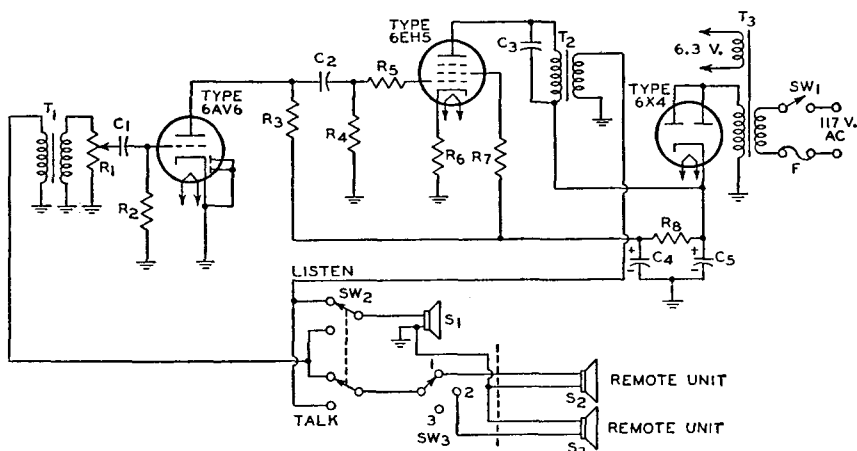 T1
C1
R1
R2
TYPE
6AV6
R3
C2
R4
R5
TYPE
6EH5
R6
R7
C3
T2
TYPE
6X4
6.3 V.
T3
SW1
117 V.
AC
F
R8
+
C4
-
+
C5
-
LISTEN
SW2
S1
1
2
3
SW3
TALK
S2
REMOTE UNIT
REMOTE UNIT